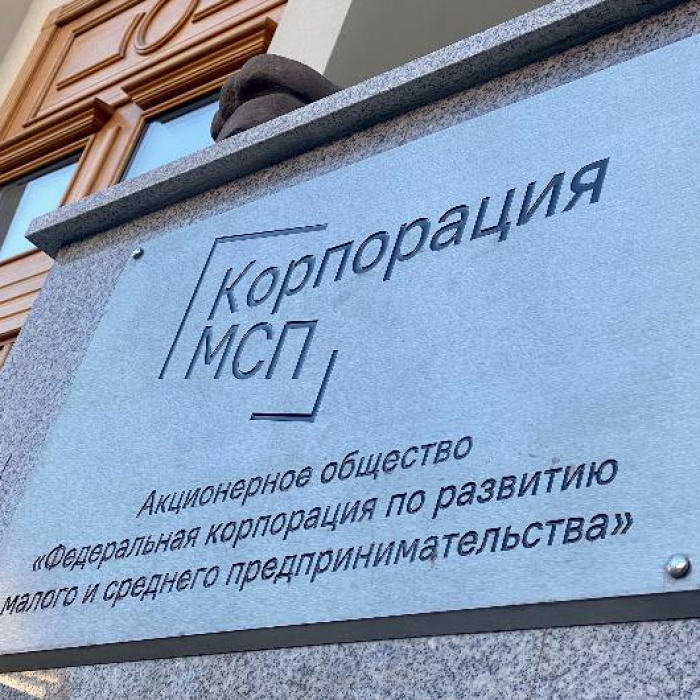 Корпорация
МСП
Акционерное общество
«Федеральная корпорация по развитию
малого и среднего предпринимательства»